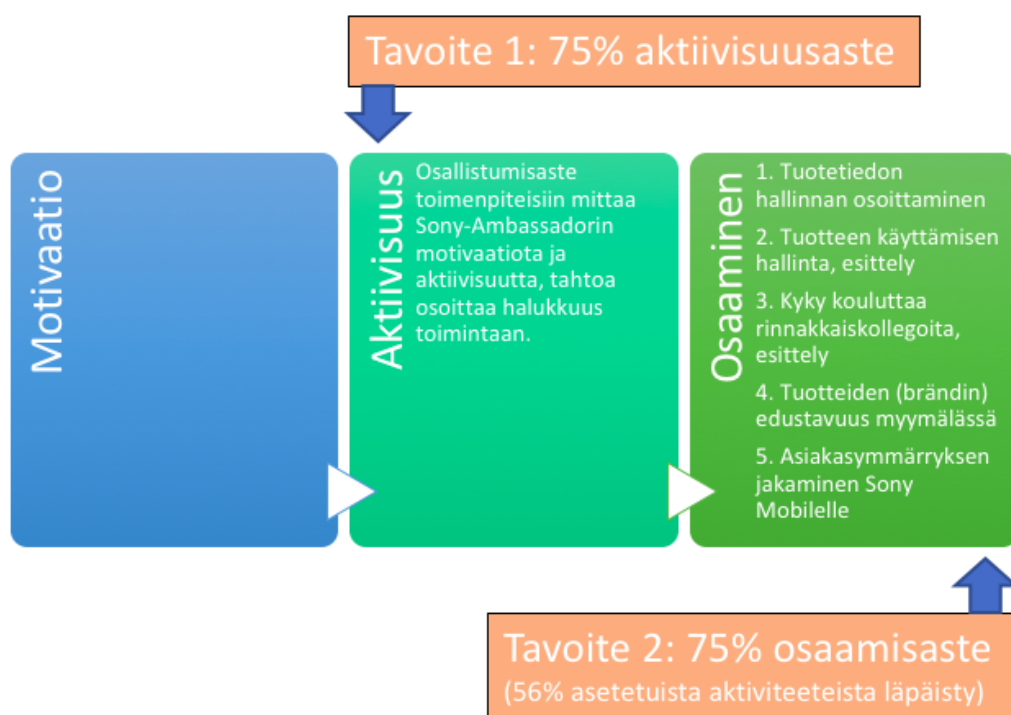 Tavoite 1: 75% aktiivisuusaste
Motivaatio
Aktiivisuus
Osallistumisaste
toimenpiteisiin mittaa
Sony-Ambassadorin
motivaatiota ja
aktiivisuutta, tahtoa
osoittaa halukkuus
toimintaan.
Osaaminen
1. Tuotetiedon
hallinnan osoittaminen
2. Tuotteen käyttämisen
hallinta, esittely
3. Kyky kouluttaa
rinnakkaiskollegoita,
esittely
4. Tuotteiden (brändin)
edustavuus myymälässä
5. Asiakasymmärryksen
jakaminen Sony
Mobilelle
Tavoite 2: 75% osaamisaste
(56% asetetuista aktiviteeteista läpäisty)